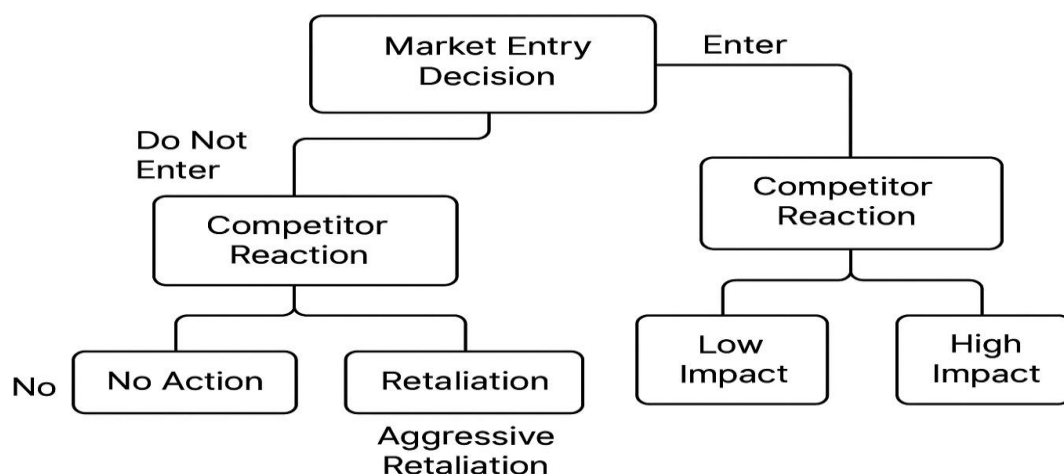 Market Entry
Decision
Enter
Do Not
Enter
Competitor
Reaction
Competitor
Reaction
No
No Action
Retaliation
Aggressive
Retaliation
Low
Impact
High
Impact